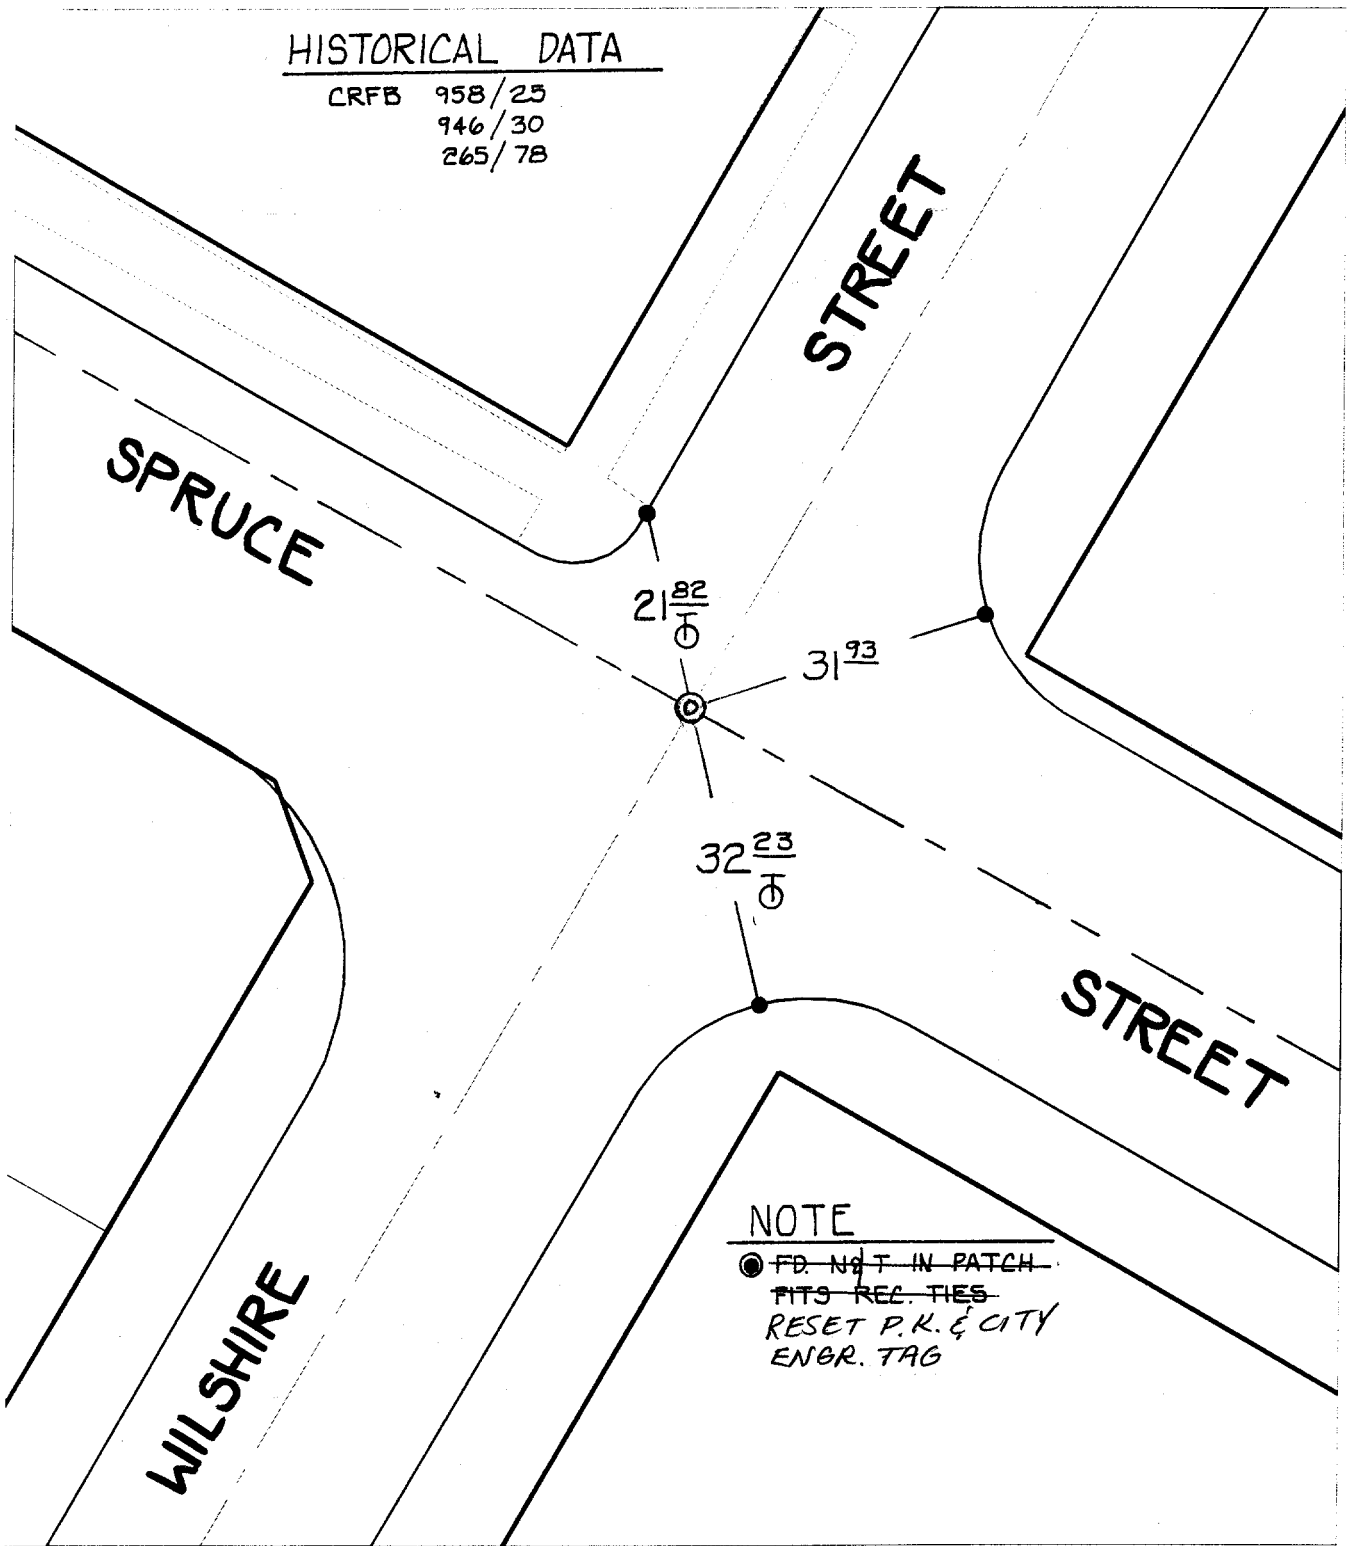 HISTORICAL DATA
CRFB 958/25
946/30
265/78
STREET
SPRUCE
21 82
T
31 93
32 23
T
STREET
WILSHIRE
NOTE
FD. N&T IN PATCH
FITS REC. TIES
RESET P.K. & CITY
ENGR. TAG